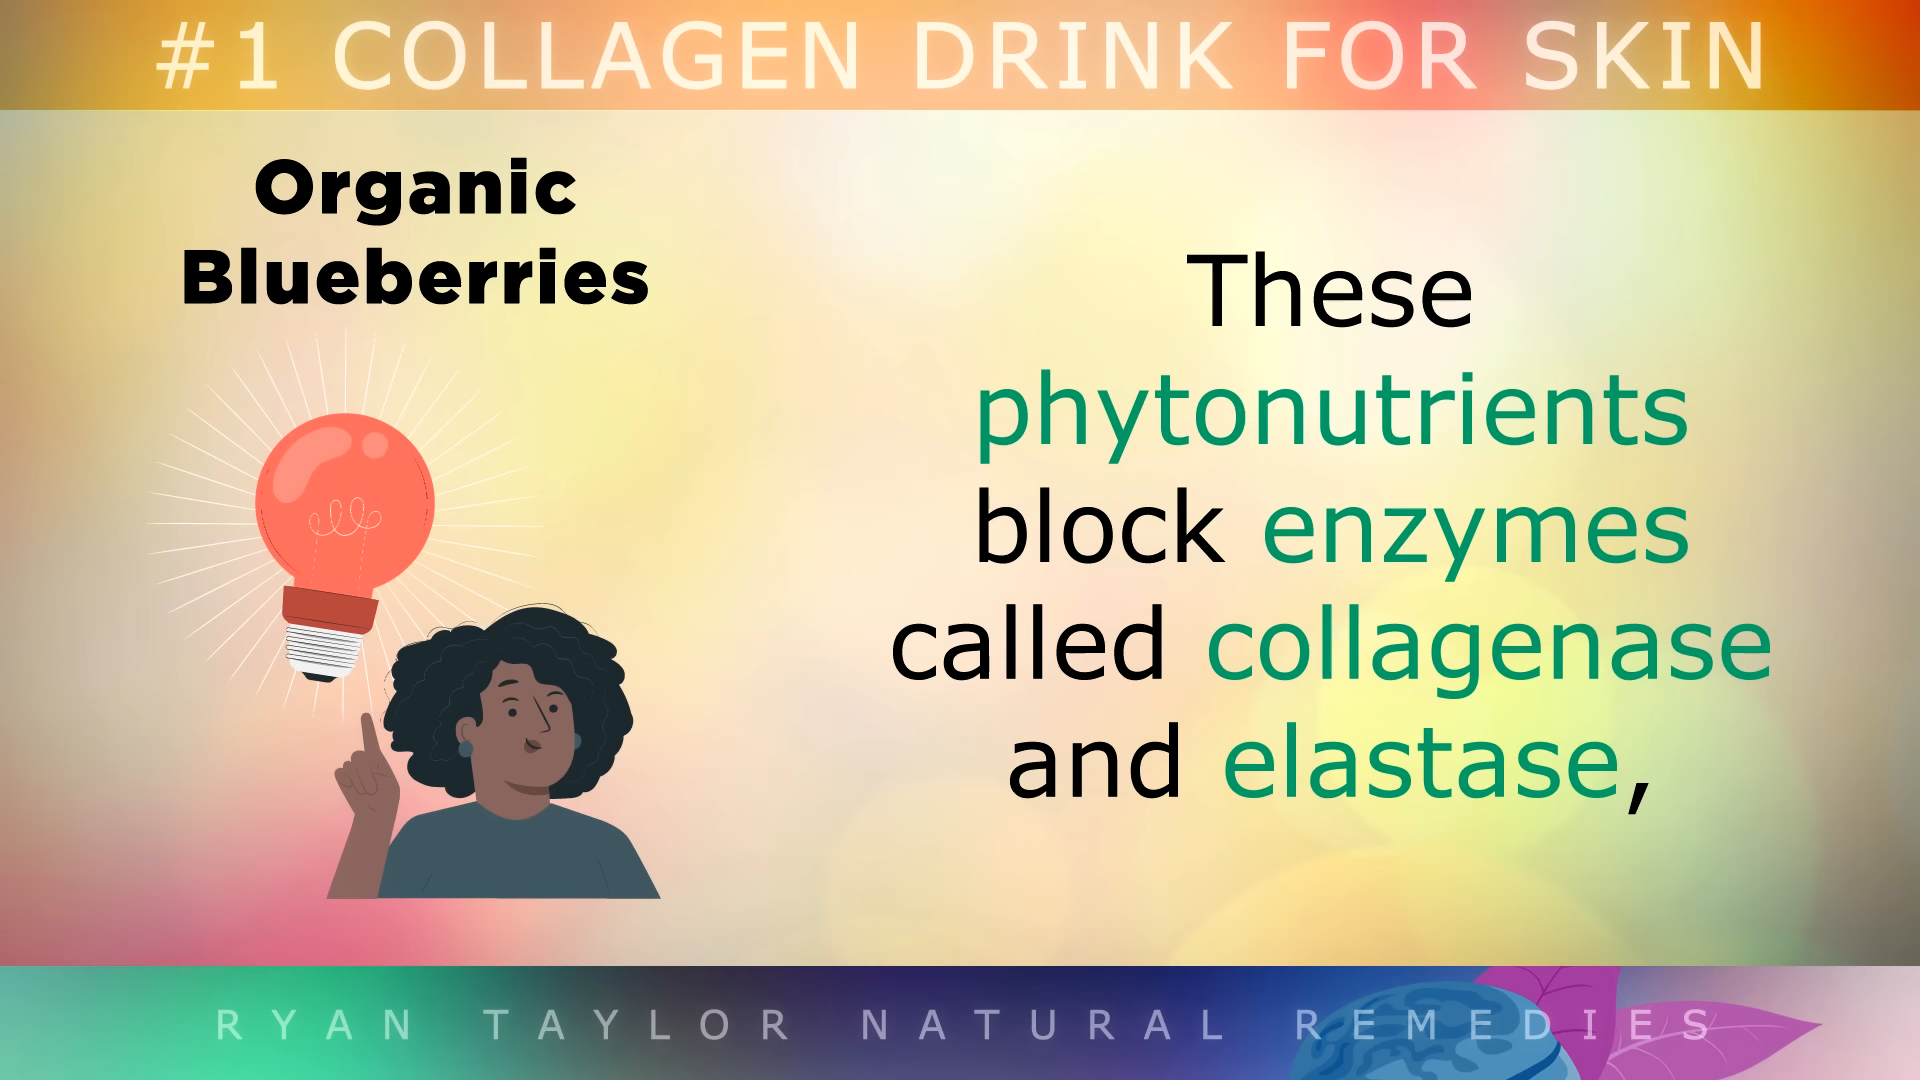 #1 COLLAGEN DRINK FOR SKIN
Organic
Blueberries
These
phytonutrients
block enzymes
called collagenase
and elastase,
RYAN TAYLOR NATURAL REMEDIES